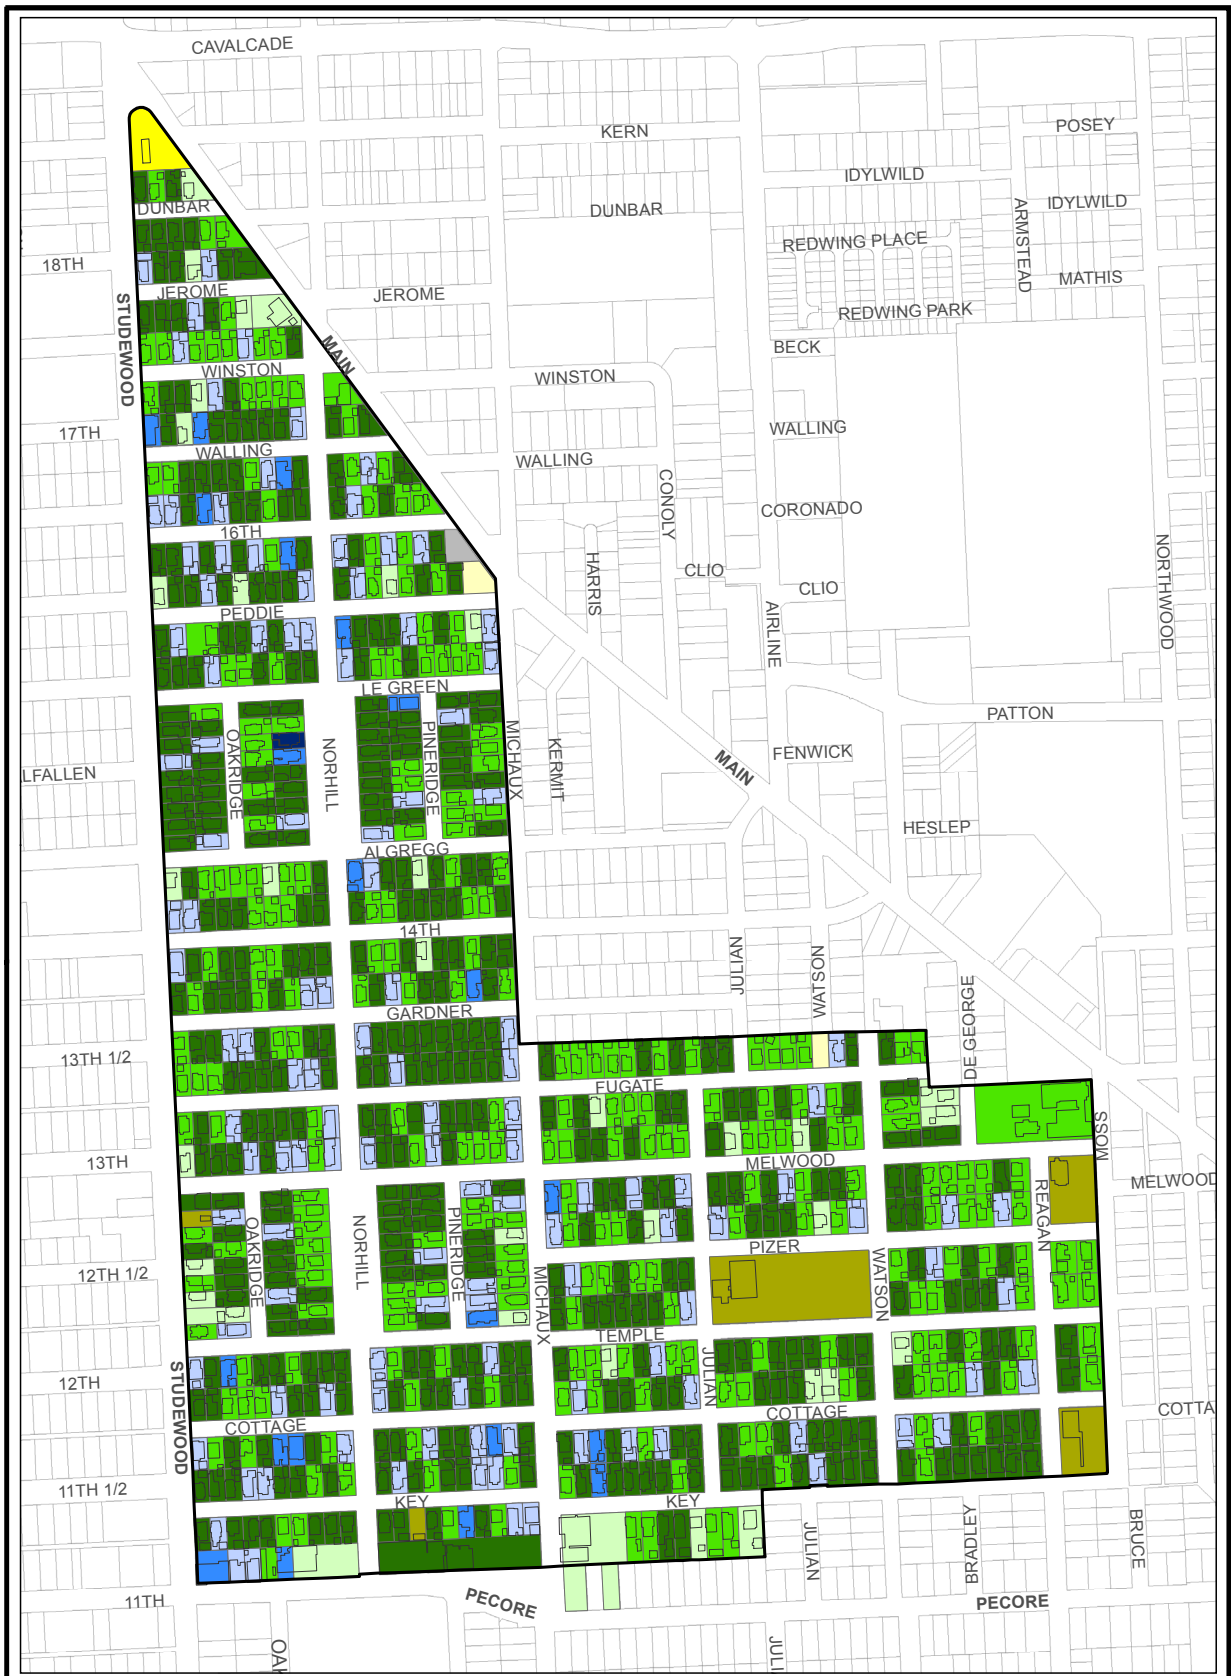 CAVALCADE
KERN
POSEY
IDYLWILD
IDYLWILD
DUNBAR
DUNBAR
ARMSTEAD
REDWING PLACE
18TH
MATHIS
JEROME
JEROME
STUDEWOOD
REDWING PARK
MAIN
BECK
WINSTON
WINSTON
17TH
WALLING
WALLING
WALLING
CONOLY
CORONADO
16TH
NORTHWOOD
HARRIS
CLIO
CLIO
PEDDIE
AIRLINE
LE GREEN
PATTON
OAKRIDGE
NORHILL
PINERIDGE
MICHAUX
KERMIT
MAIN
FENWICK
LFALLEN
HESLEP
ALGREGG
14TH
JULIAN
WATSON
DE GEORGE
GARDNER
13TH 1/2
FUGATE
MOSS
13TH
MELWOOD
MELWOOD
REAGAN
OAKRIDGE
NORHILL
PINERIDGE
PIZER
WATSON
12TH 1/2
MICHAUX
TEMPLE
JULIAN
STUDEWOOD
12TH
COTTAGE
COTTAGE
COTTA
11TH 1/2
KEY
KEY
JULIAN
BRADLEY
BRUCE
11TH
PECORE
PECORE
OAK
JULI